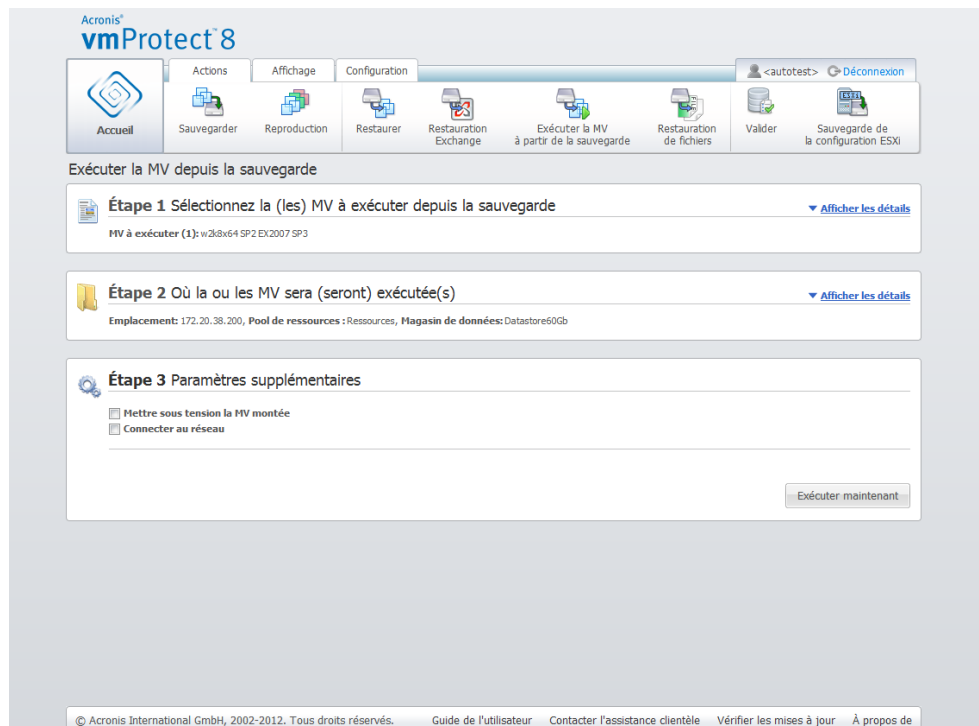 Acronis®
vmProtect™8
Actions
Affichage
Configuration
<autotest>
Déconnexion
Accueil
Sauvegarder
Reproduction
Restaurer
Restauration
Exchange
Exécuter la MV
à partir de la sauvegarde
Restauration
de fichiers
Valider
ESXi
Sauvegarde de
la configuration ESXi
Exécuter la MV depuis la sauvegarde
Étape 1 Sélectionnez la (les) MV à exécuter depuis la sauvegarde
Afficher les détails
MV à exécuter (1): w2k8x64 SP2 EX2007 SP3
Étape 2 Où la ou les MV sera (seront) exécutée(s)
Afficher les détails
Emplacement: 172.20.38.200, Pool de ressources : Ressources, Magasin de données: Datastore60Gb
Étape 3 Paramètres supplémentaires
Mettre sous tension la MV montée
Connecter au réseau
Exécuter maintenant
© Acronis International GmbH, 2002-2012. Tous droits réservés.
Guide de l'utilisateur
Contacter l'assistance clientèle
Vérifier les mises à jour
À propos de